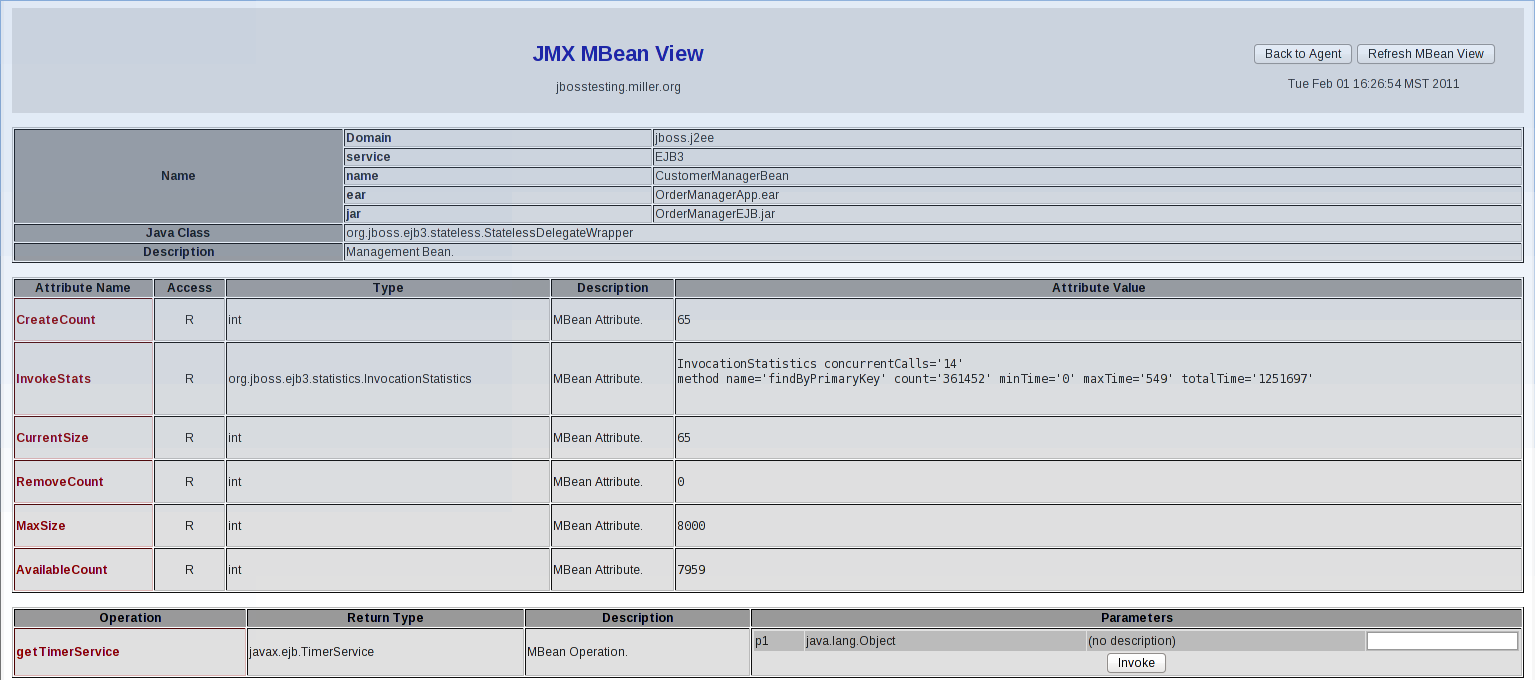 JMX MBean View
jbosstesting.miller.org
Back to Agent Refresh MBean View
Tue Feb 01 16:26:54 MST 2011
Name
Domain jboss.j2ee
service EJB3
name CustomerManagerBean
ear OrderManagerApp.ear
jar OrderManagerEJB.jar
Java Class org.jboss.ejb3.stateless.StatelessDelegateWrapper
Description Management Bean.
Attribute Name Access Type Description Attribute Value
CreateCount R int MBean Attribute. 65
InvokeStats R org.jboss.ejb3.statistics.InvocationStatistics MBean Attribute. InvocationStatistics concurrentCalls='14'
method name='findByPrimaryKey' count='361452' minTime='0' maxTime='549' totalTime='1251697'
CurrentSize R int MBean Attribute. 65
RemoveCount R int MBean Attribute. 0
MaxSize R int MBean Attribute. 8000
AvailableCount R int MBean Attribute. 7959
Operation Return Type Description Parameters
getTimerService javax.ejb.TimerService MBean Operation. p1 java.lang.Object (no description)
Invoke